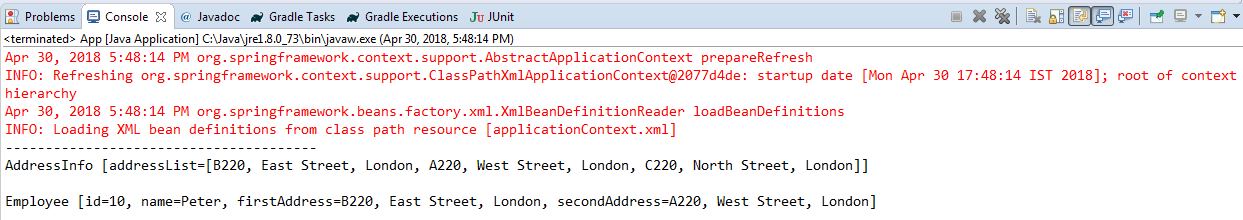 Problems Console Javadoc Gradle Tasks Gradle Executions JUnit
<terminated> App [Java Application] C:\Java\jre1.8.0_73\bin\javaw.exe (Apr 30, 2018, 5:48:14 PM)
Apr 30, 2018 5:48:14 PM org.springframework.context.support.AbstractApplicationContext prepareRefresh
INFO: Refreshing org.springframework.context.support.ClassPathXmlApplicationContext@2077d4de: startup date [Mon Apr 30 17:48:14 IST 2018]; root of context
hierarchy
Apr 30, 2018 5:48:14 PM org.springframework.beans.factory.xml.XmlBeanDefinitionReader loadBeanDefinitions
INFO: Loading XML bean definitions from class path resource [applicationContext.xml]
---------------------------------------
AddressInfo [addressList=[B220, East Street, London, A220, West Street, London, C220, North Street, London]]
Employee [id=10, name=Peter, firstAddress=B220, East Street, London, secondAddress=A220, West Street, London]